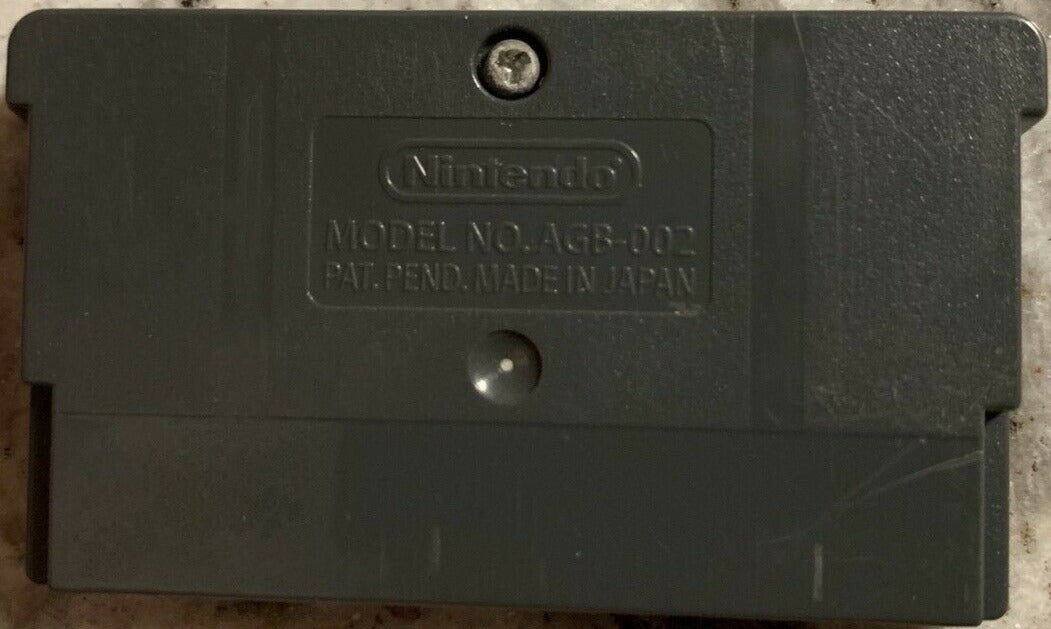 Nintendo
MODEL NO. AGB-002
PAT. PEND. MADE IN JAPAN